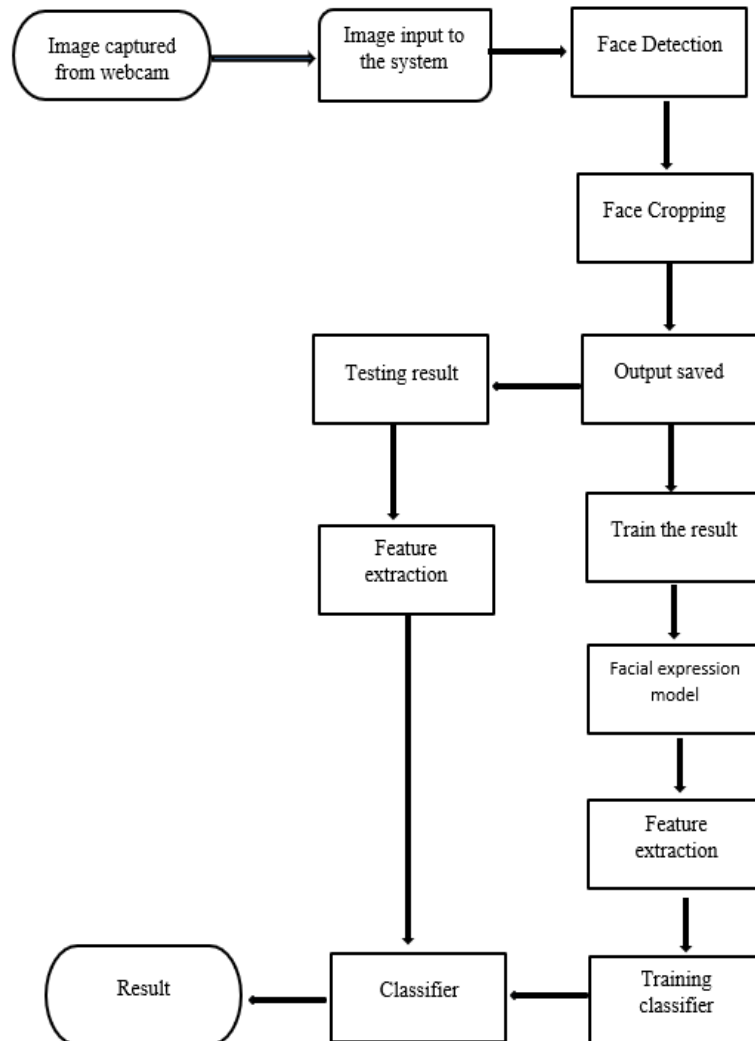 Image captured
from webcam
Image input to
the system
Face Detection
Face Cropping
Output saved
Testing result
Train the result
Feature
extraction
Facial expression
model
Feature
extraction
Training
classifier
Classifier
Result